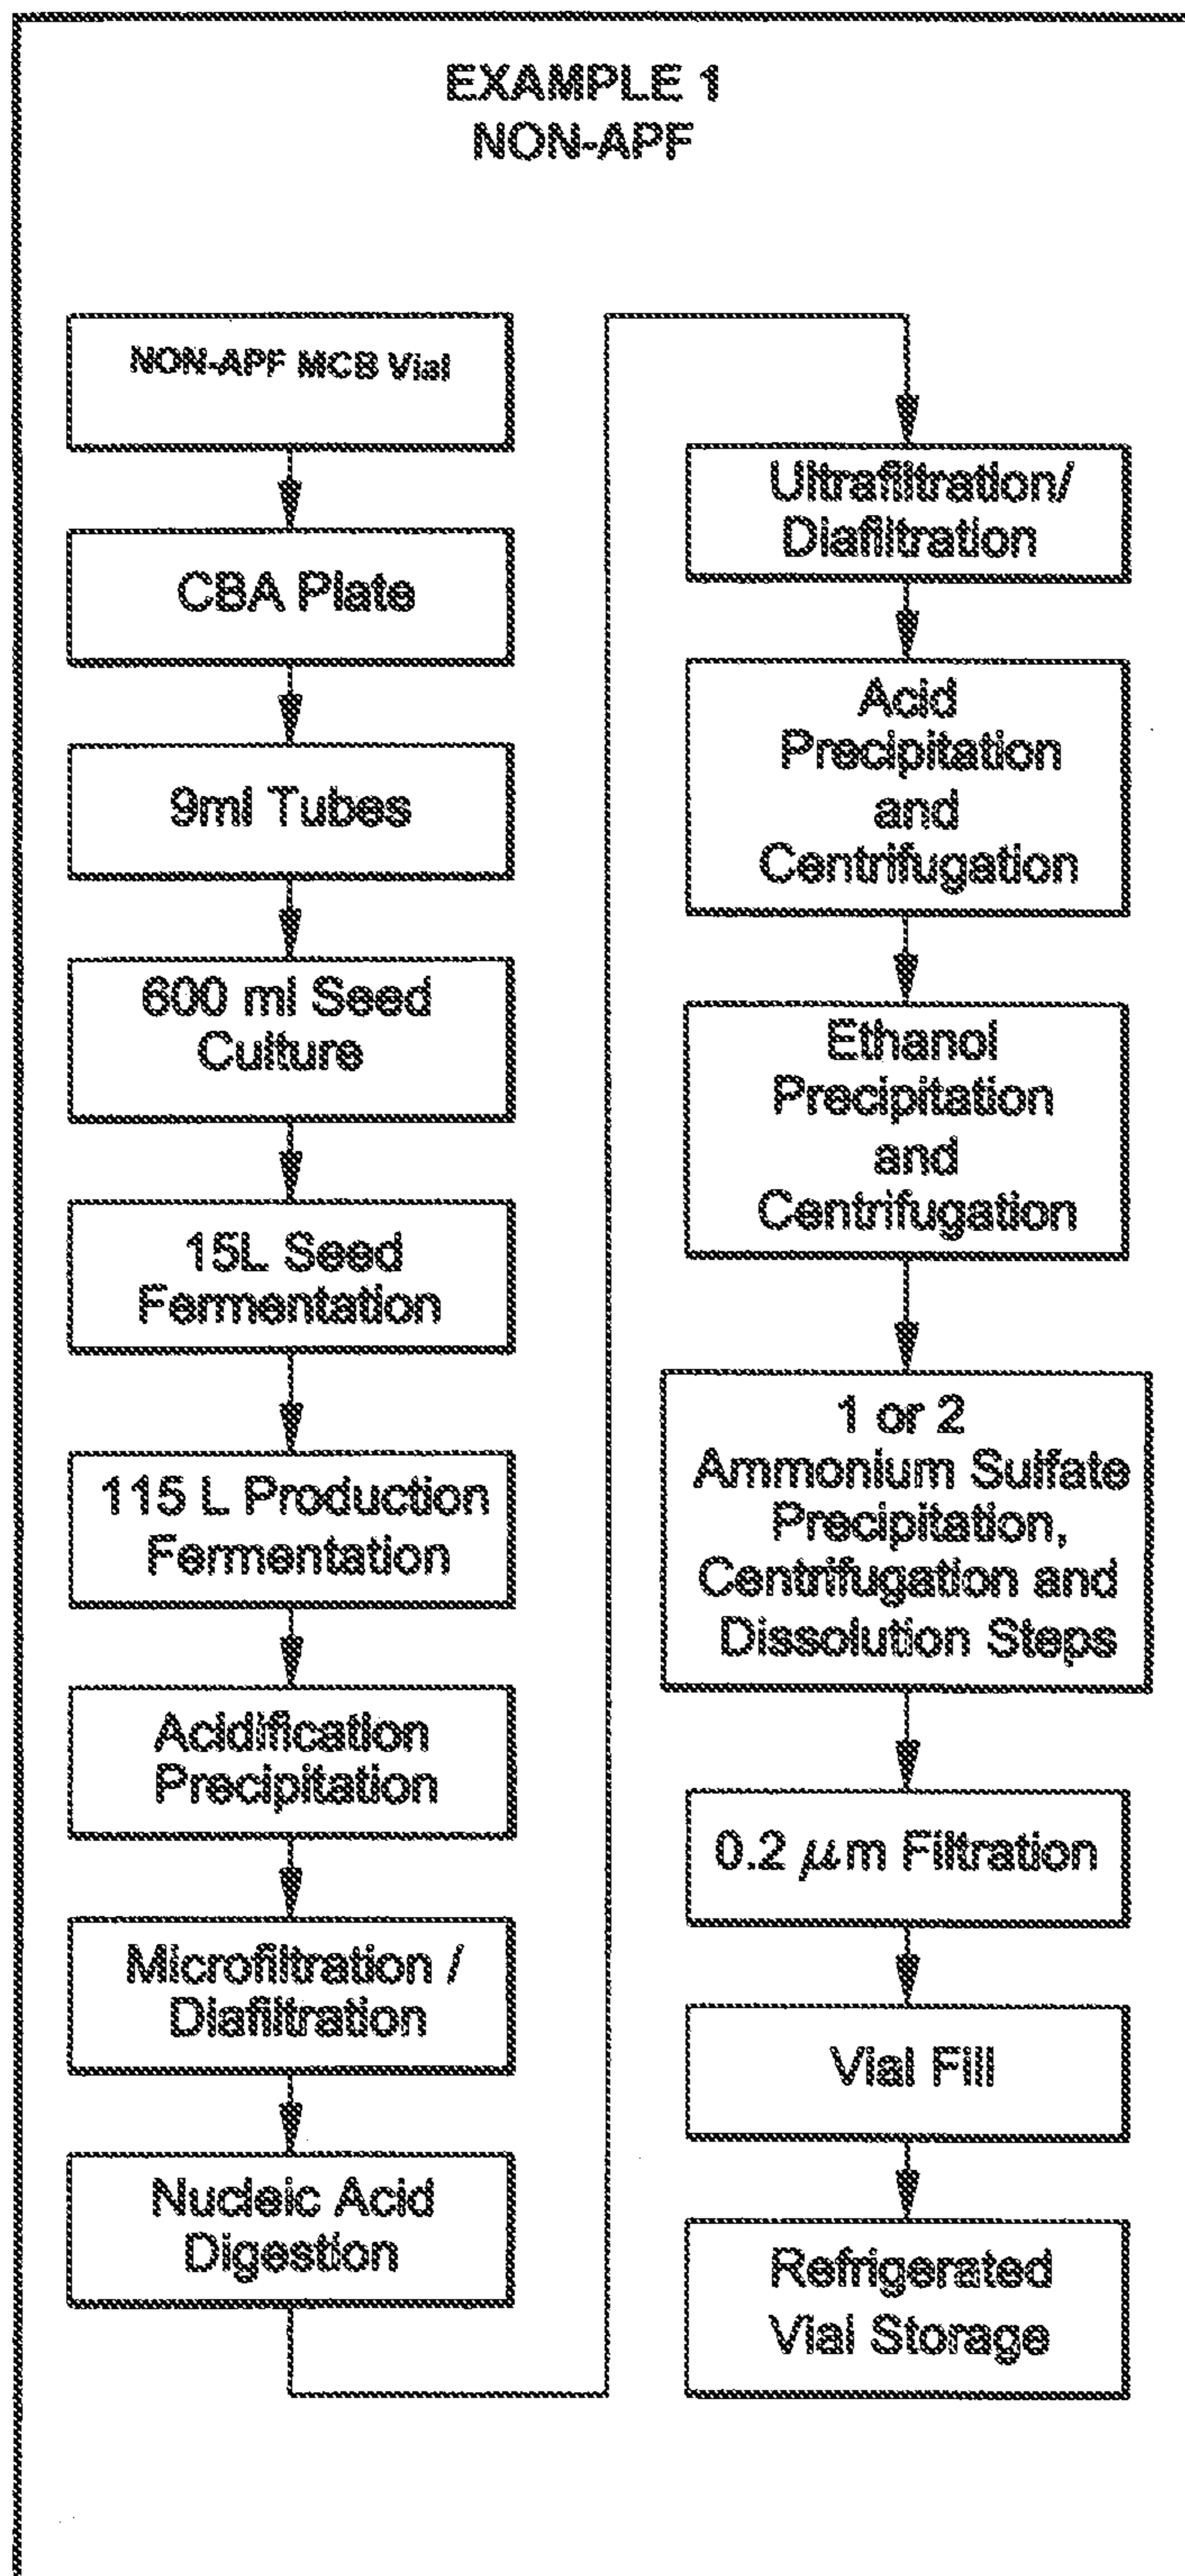 EXAMPLE 1
NON-APF
NON-APF MCB Vial
CBA Plate
9ml Tubes
600 ml Seed
Culture
15L Seed
Fermentation
115 L Production
Fermentation
Acidification
Precipitation
Microfiltration /
Diafiltration
Nucleic Acid
Digestion
Ultrafiltration/
Diafiltration
Acid
Precipitation
and
Centrifugation
Ethanol
Precipitation
and
Centrifugation
1 or 2
Ammonium Sulfate
Precipitation,
Centrifugation and
Dissolution Steps
0.2 μm Filtration
Vial Fill
Refrigerated
Vial Storage